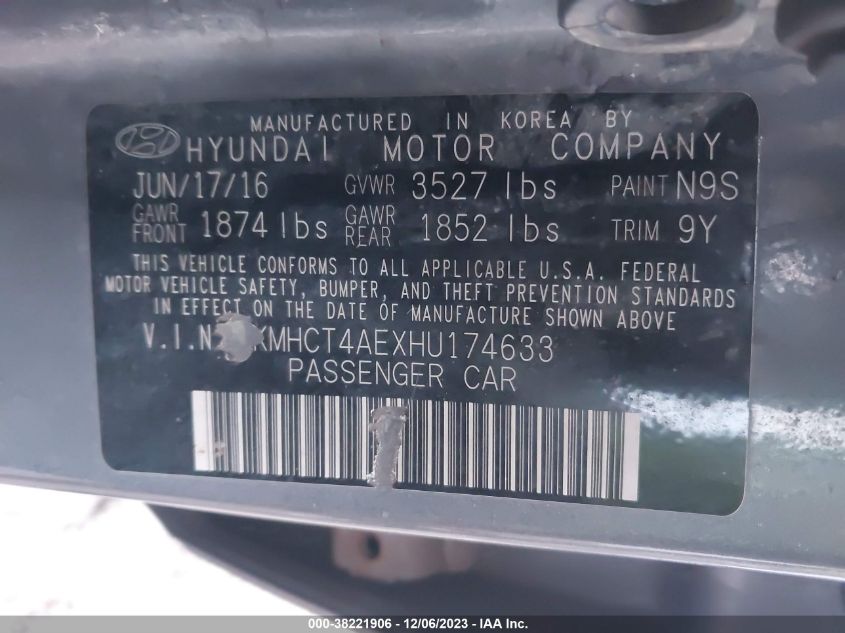 MANUFACTURED IN KOREA BY
HYUNDAI MOTOR COMPANY
JUN/17/16 GVWR 3527 lbs PAINT N9S
GAWR FRONT 1874 lbs GAWR REAR 1852 lbs TRIM 9Y
THIS VEHICLE CONFORMS TO ALL APPLICABLE U.S.A. FEDERAL
MOTOR VEHICLE SAFETY, BUMPER, AND THEFT PREVENTION STANDARDS
IN EFFECT ON THE DATE OF MANUFACTURE SHOWN ABOVE
V.I.N KMHCT4AEXHU174633
PASSENGER CAR
000-38221906 - 12/06/2023 - IAA Inc.